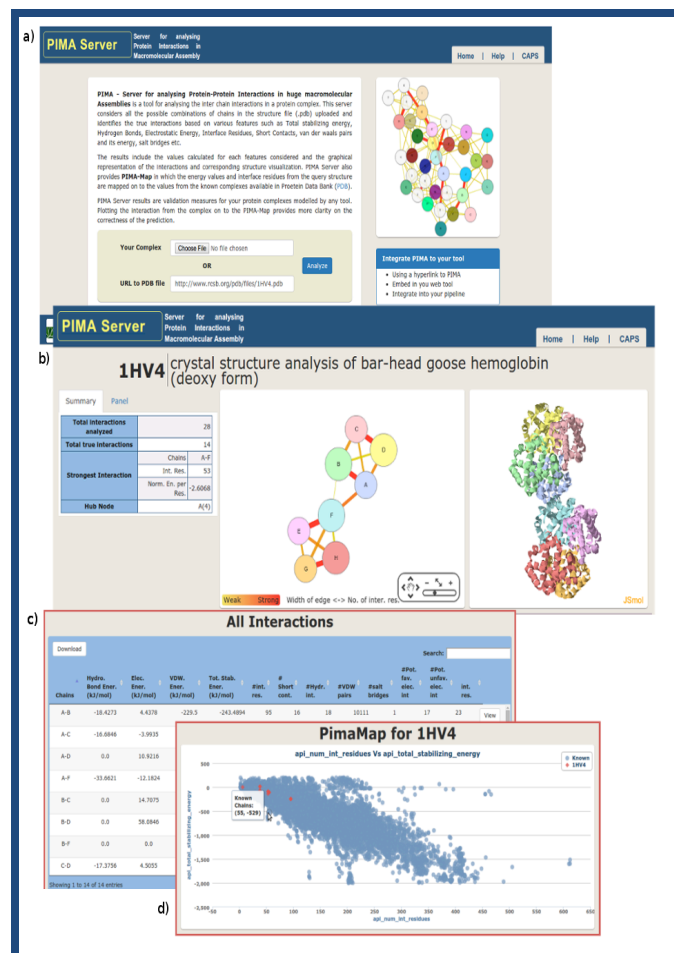 a)
PIMA Server
Server for analysing
Protein Interactions in
Macromolecular Assembly
Home | Help | CAPS
PIMA - Server for analysing Protein-Protein Interactions in huge macromolecular
Assemblies is a tool for analysing the inter chain interactions in a protein complex. This server
considers all the possible combinations of chains in the structure file (.pdb) uploaded and
identifies the true interactions based on various features such as Total stabilizing energy,
Hydrogen Bonds, Electrostatic Energy, Interface Residues, Short Contacts, van der waals pairs
and its energy, salt bridges etc.
The results include the values calculated for each features considered and the graphical
representation of the interactions and corresponding structure visualization. PIMA Server also
provides PIMA-Map in which the energy values and interface residues from the query structure
are mapped on to the values from the known complexes available in Proetein Data Bank (PDB).
PIMA Server results are validation measures for your protein complexes modelled by any tool.
Plotting the interaction from the complex on to the PIMA-Map provides more clarity on the
correctness of the prediction.
Your Complex Choose File No file chosen
OR
Analyze
URL to PDB file http://www.rcsb.org/pdb/files/1HV4.pdb
Integrate PIMA to your tool
Using a hyperlink to PIMA
Embed in you web tool
Integrate into your pipeline
b)
PIMA Server
Server for analysing
Protein Interactions in
Macromolecular Assembly
Home | Help | CAPS
1HV4 crystal structure analysis of bar-head goose hemoglobin
(deoxy form)
Summary Panel
Total interactions
analyzed 28
Total true interactions 14
Strongest Interaction
Chains A-F
Int. Res. 53
Norm. En. per
Res. -2.6068
Hub Node A(4)
C
D
B
A
F
E
H
G
Weak Strong Width of edge <-> No. of inter. res.
JSmol
c)
All Interactions
Download
Search:
Chains
Hydro.
Bond Ener.
(kJ/mol)
Elec.
Ener.
(kJ/mol)
VDW.
Ener.
(kJ/mol)
Tot. Stab.
Ener.
(kJ/mol)
#int.
res.
#
Short
cont.
#Hydr.
int.
#VDW
pairs
#salt
bridges
#Pot.
fav.
elec.
int
#Pot.
unfav.
elec.
int
int.
res.
A-B -18.4273 4.4378 -229.5 -243.4894 95 16 18 10111 1 17 23 View
A-C -16.6846 -3.9935
A-D 0.0 10.9216
A-F -33.8621 -12.1824
B-C 0.0 14.7075
B-D 0.0 58.0946
B-F 0.0 0.0
C-D -17.3756 4.5055
Showing 1 to 14 of 14 entries
d)
PimaMap for 1HV4
api_num_int_residues Vs api_total_stabilizing_energy
Known
1HV4
api_total_stabilizing_energy
500
-500
-1,000
-1,500
Known
Chains:
(55, -529)
-50 0 50 100 150 200 250 300 350 400 450 500 550 600 650
api_num_int_residues